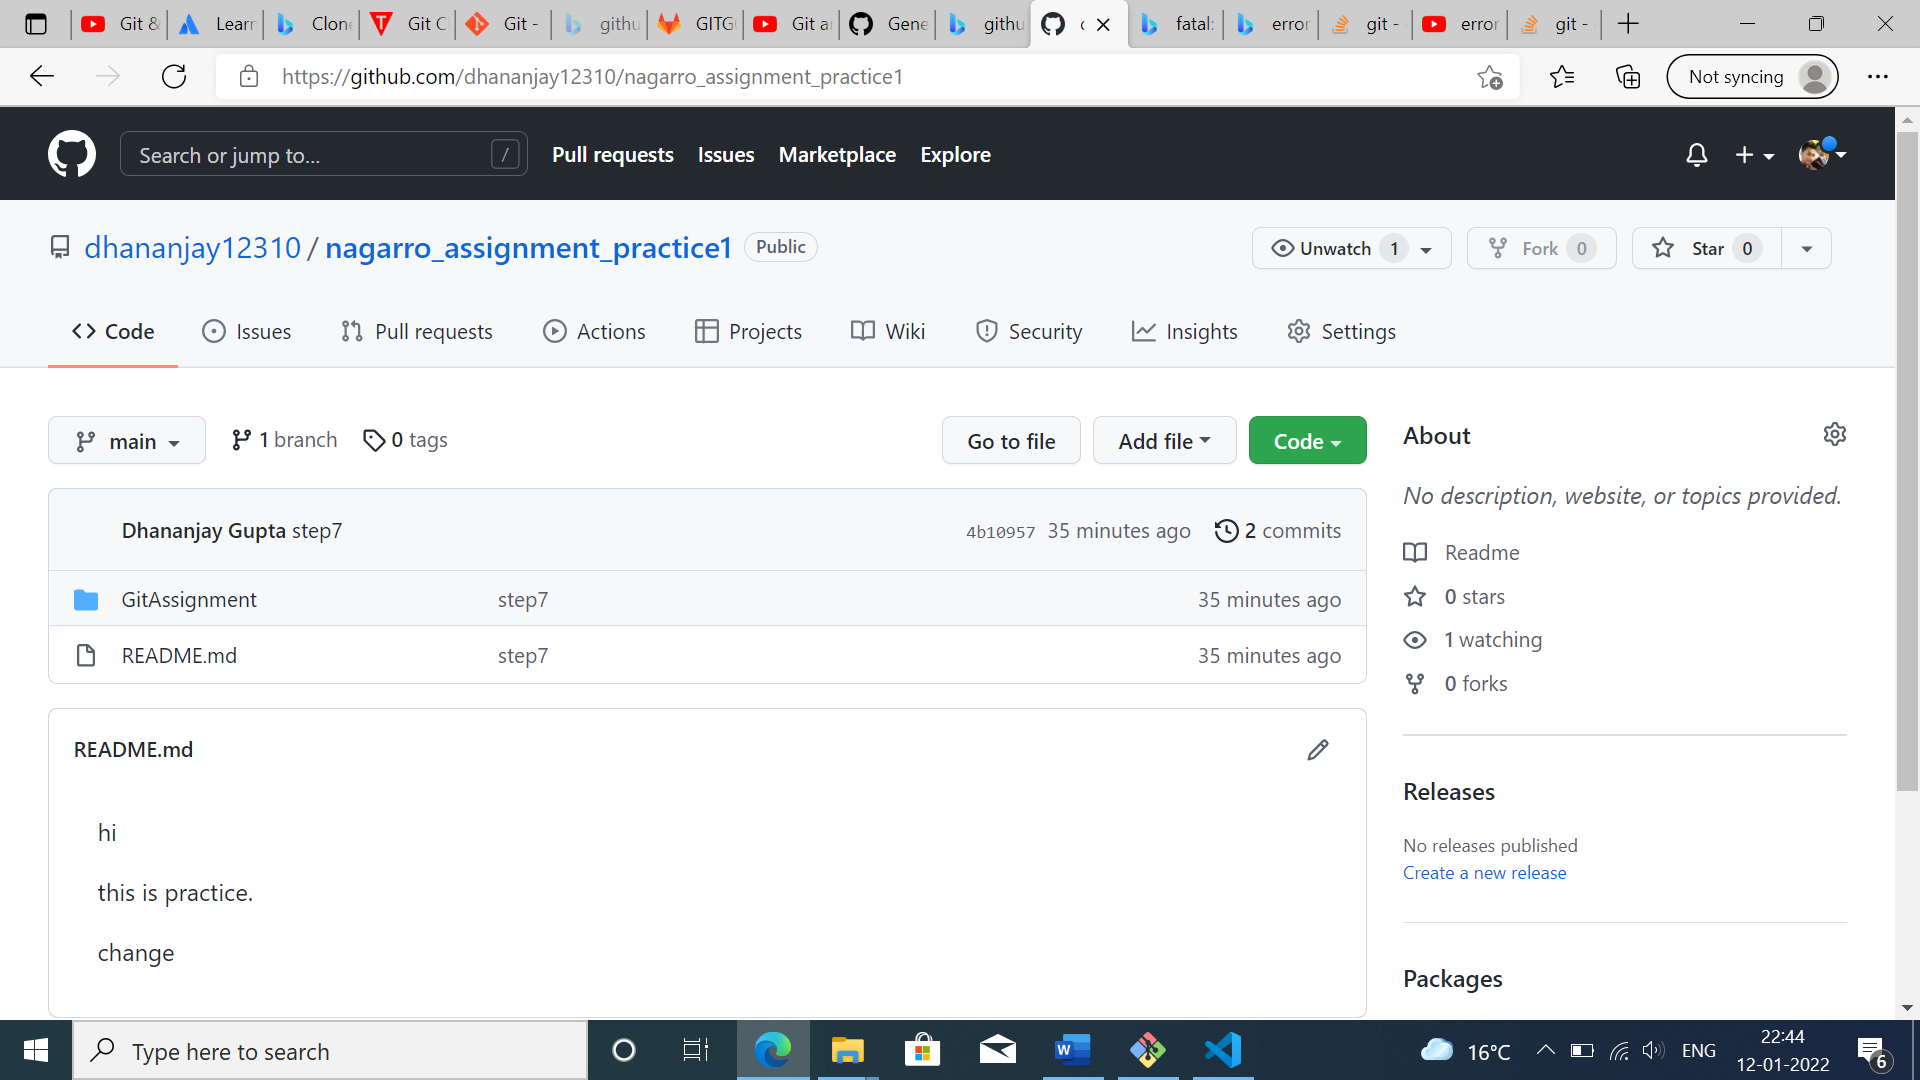 Git &
Learn
Clone
Git C
Git -
githu
GITG
Git a
Gene
githu
fatal:
error
git -
error
git -
https://github.com/dhananjay12310/nagarro_assignment_practice1
Not syncing
Search or jump to...
/
Pull requests
Issues
Marketplace
Explore
dhananjay12310 / nagarro_assignment_practice1 Public
Unwatch 1
Fork 0
Star 0
Code
Issues
Pull requests
Actions
Projects
Wiki
Security
Insights
Settings
main
1 branch
0 tags
Go to file
Add file
Code
Dhananjay Gupta step7
4b10957 35 minutes ago
2 commits
GitAssignment step7 35 minutes ago
README.md step7 35 minutes ago
README.md
hi
this is practice.
change
About
No description, website, or topics provided.
Readme
0 stars
1 watching
0 forks
Releases
No releases published
Create a new release
Packages
Type here to search
16°C
ENG
22:44
12-01-2022
6